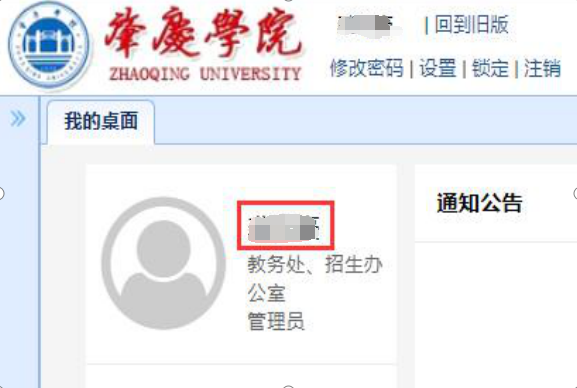 肇慶學院
ZHAOQING UNIVERSITY
| 回到旧版
修改密码 | 设置 | 锁定 | 注销
我的桌面
教务处、招生办
公室
管理员
通知公告